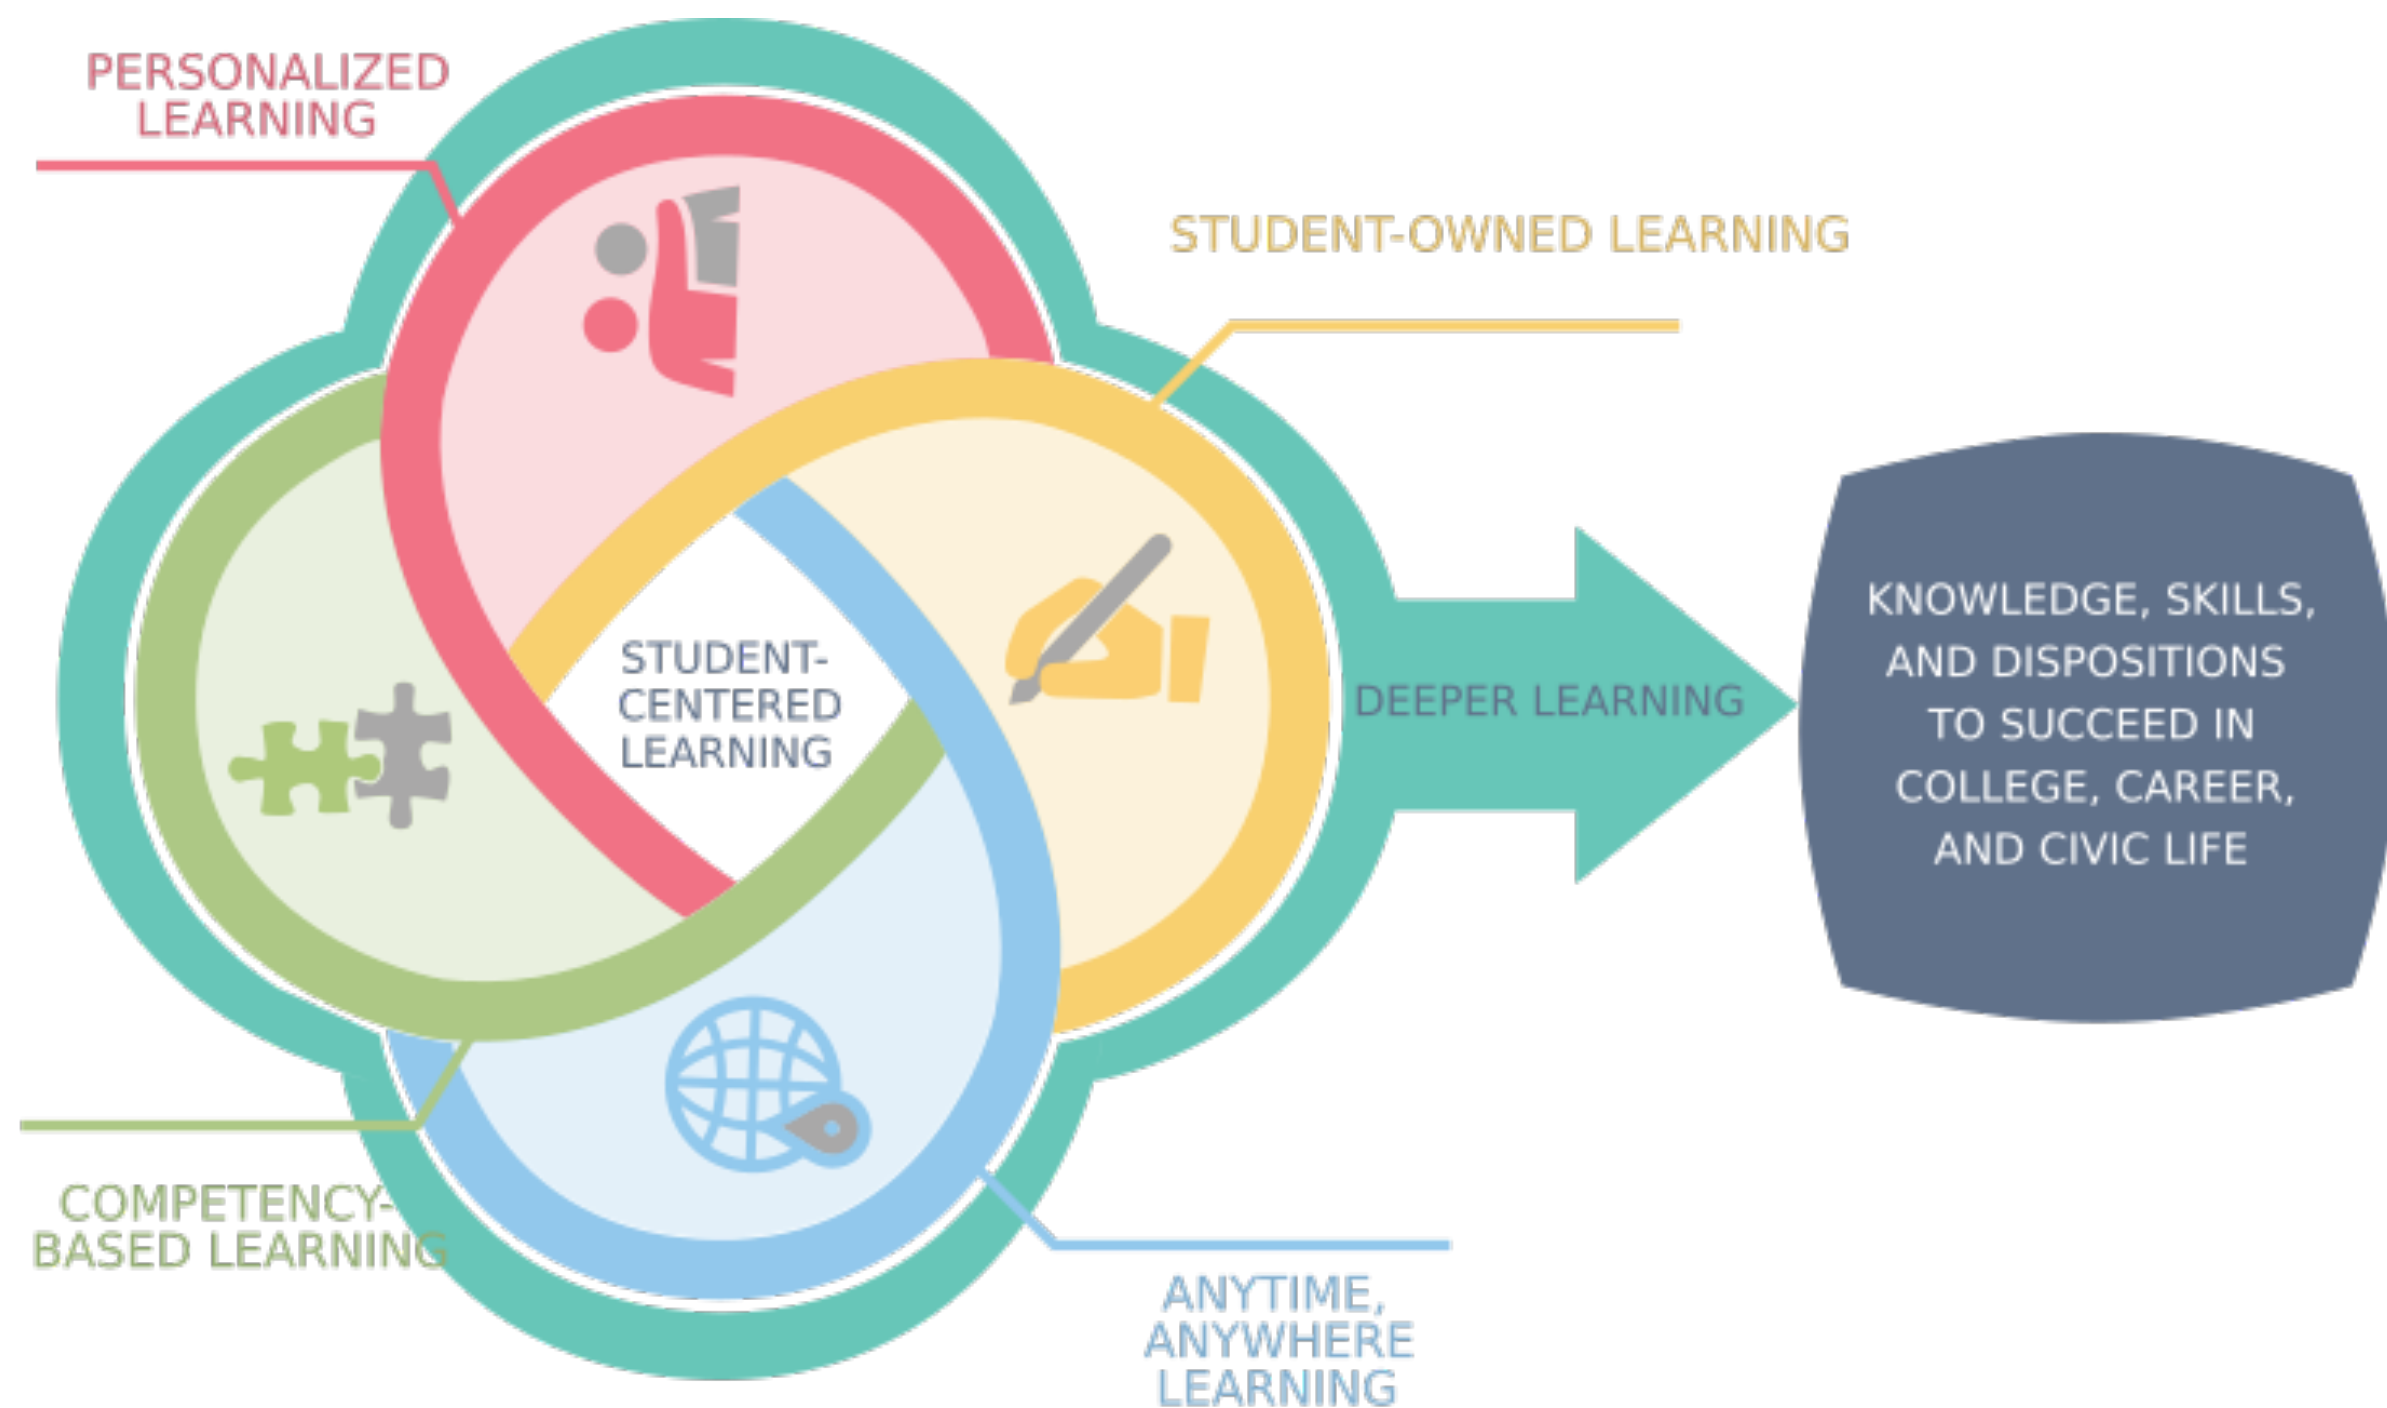 PERSONALIZED
LEARNING
STUDENT-OWNED LEARNING
STUDENT-
CENTERED
LEARNING
DEEPER LEARNING
KNOWLEDGE, SKILLS,
AND DISPOSITIONS
TO SUCCEED IN
COLLEGE, CAREER,
AND CIVIC LIFE
COMPETENCY-
BASED LEARNING
ANYTIME,
ANYWHERE
LEARNING